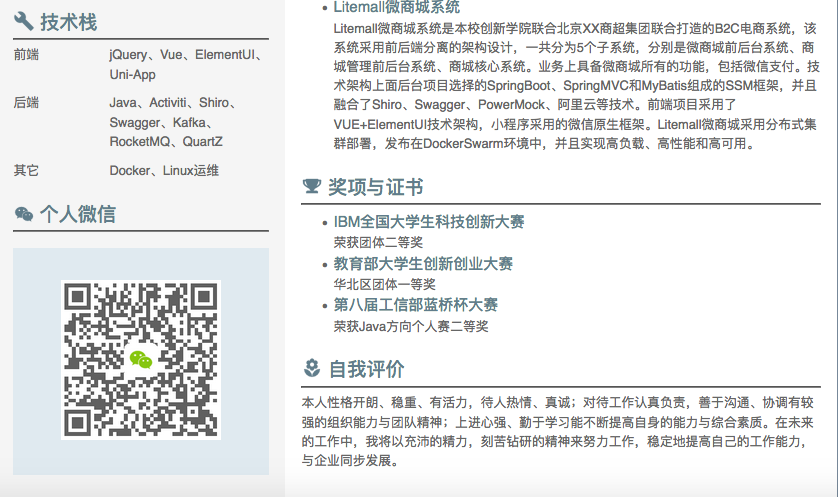 技术栈
前端 jQuery、Vue、ElementUI、
Uni-App
后端 Java、Activiti、Shiro、
Swagger、Kafka、
RocketMQ、QuartZ
其它 Docker、Linux运维
个人微信
Litemall微商城系统
Litemall微商城系统是本校创新学院联合北京XX商超集团联合打造的B2C电商系统，该
系统采用前后端分离的架构设计，一共分为5个子系统，分别是微商城前后台系统、商
城管理前后台系统、商城核心系统。业务上具备微商城所有的功能，包括微信支付。技
术架构上面后台项目选择的SpringBoot、SpringMVC和MyBatis组成的SSM框架，并且
融合了Shiro、Swagger、PowerMock、阿里云等技术。前端项目采用了
VUE+ElementUI技术架构，小程序采用的微信原生框架。Litemall微商城采用分布式集
群部署，发布在DockerSwarm环境中，并且实现高负载、高性能和高可用。
奖项与证书
IBM全国大学生科技创新大赛
荣获团体二等奖
教育部大学生创新创业大赛
华北区团体一等奖
第八届工信部蓝桥杯大赛
荣获Java方向个人赛二等奖
自我评价
本人性格开朗、稳重、有活力，待人热情、真诚；对待工作认真负责，善于沟通、协调有较
强的组织能力与团队精神；上进心强、勤于学习能不断提高自身的能力与综合素质。在未来
的工作中，我将以充沛的精力，刻苦钻研的精神来努力工作，稳定地提高自己的工作能力，
与企业同步发展。